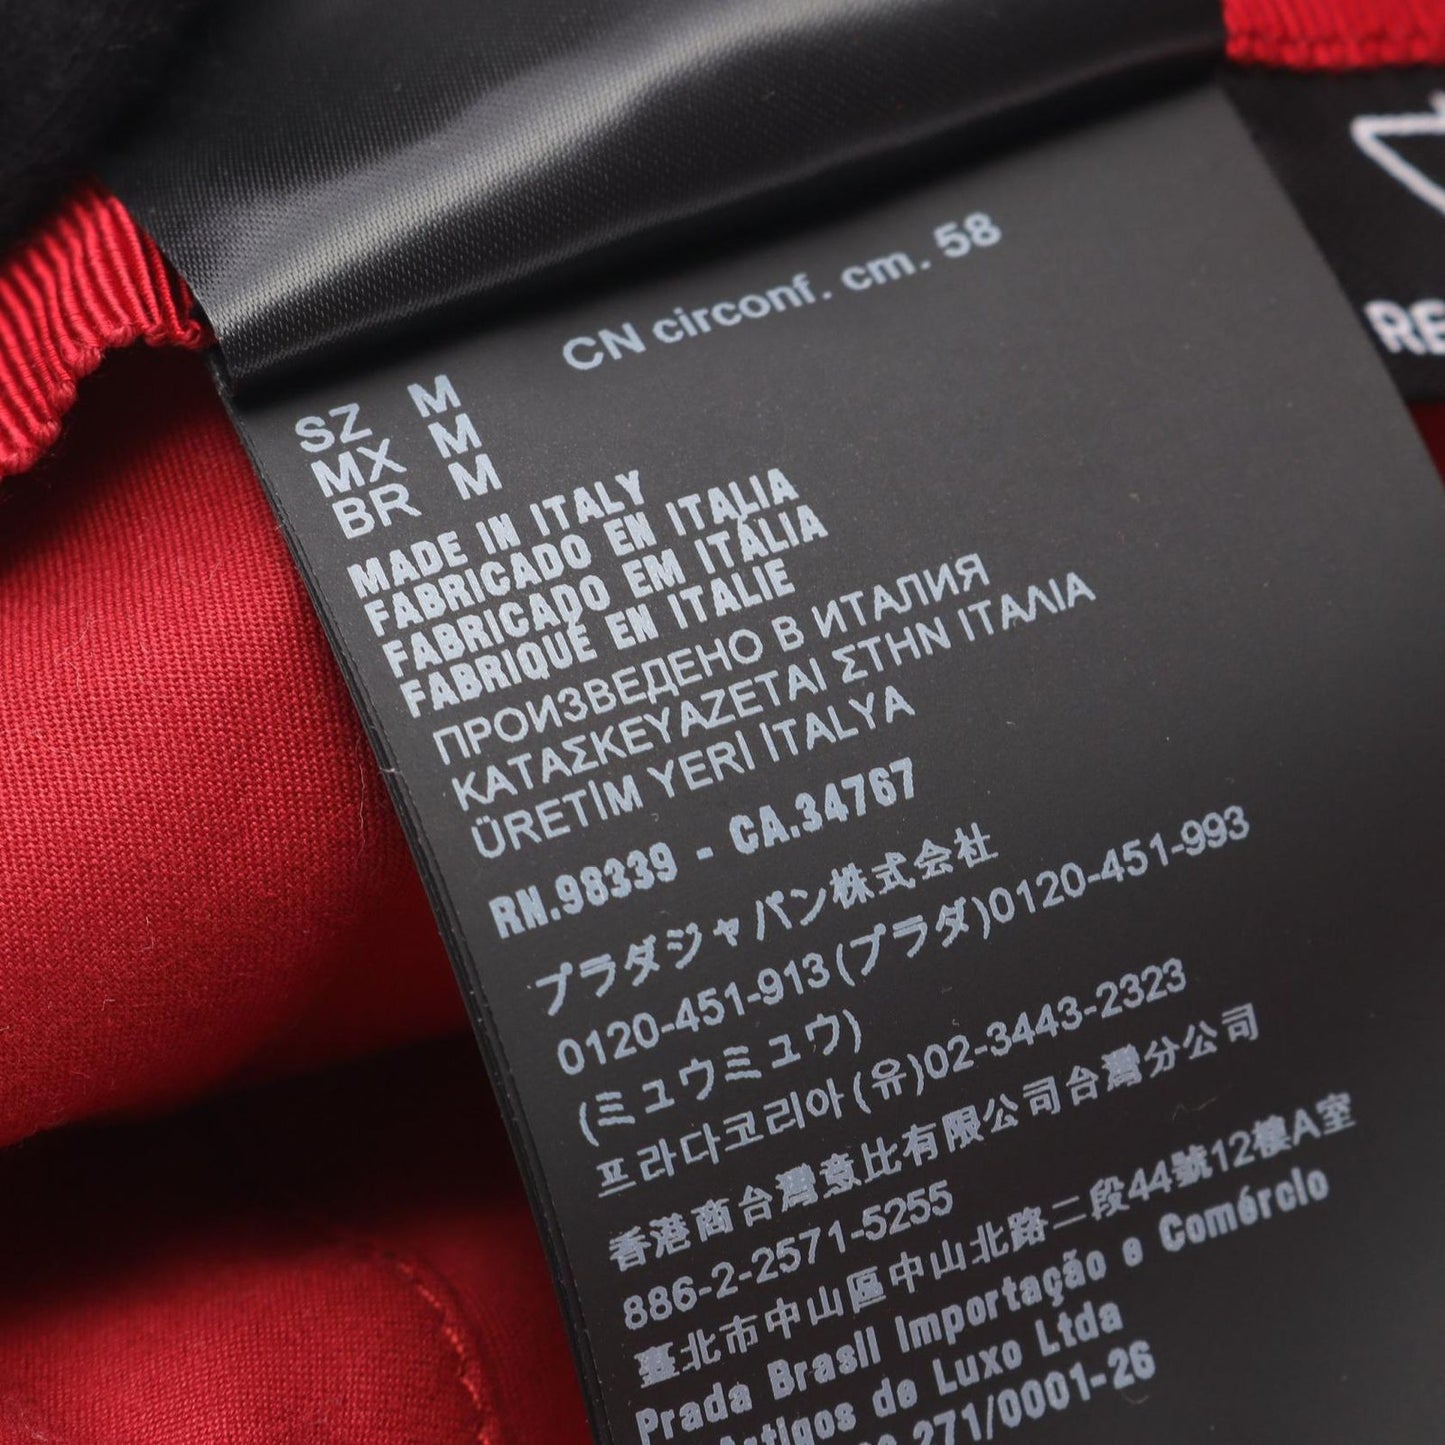 CN circonf. cm. 58
SZ M
MX M
BR M
MADE IN ITALY
FABRICADO EN ITALIA
FABRICADO EM ITÁLIA
FABRIQUÉ EN ITALIE
ПРОИЗВЕДЕНО В ИТАЛИЯ
ΚΑΤΑΣΚΕΥΑΖΕΤΑΙ ΣΤΗΝ ΙΤΑΛΙΑ
ÜRETİM YERİ İTALYA
RN.98339 - CA.34767
プラダジャパン株式会社
0120-451-913(プラダ)0120-451-993
(ミュウミュウ)
프라다코리아(유)02-3443-2323
香港商台灣意比有限公司台灣分公司
886-2-2571-5255
臺北市中山區中山北路二段44號12樓A室
Prada Brasil Importação e Comércio
Artigos de Luxo Ltda
271/0001-26
RE